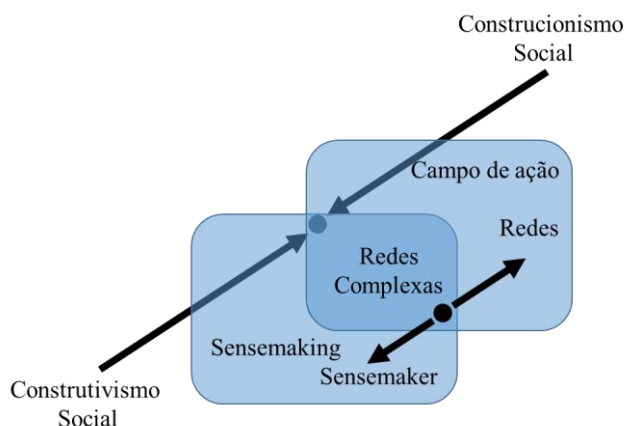 Construcionismo
Social
Campo de ação
Redes
Redes
Complexas
Sensemaking
Sensemaker
Construtivismo
Social